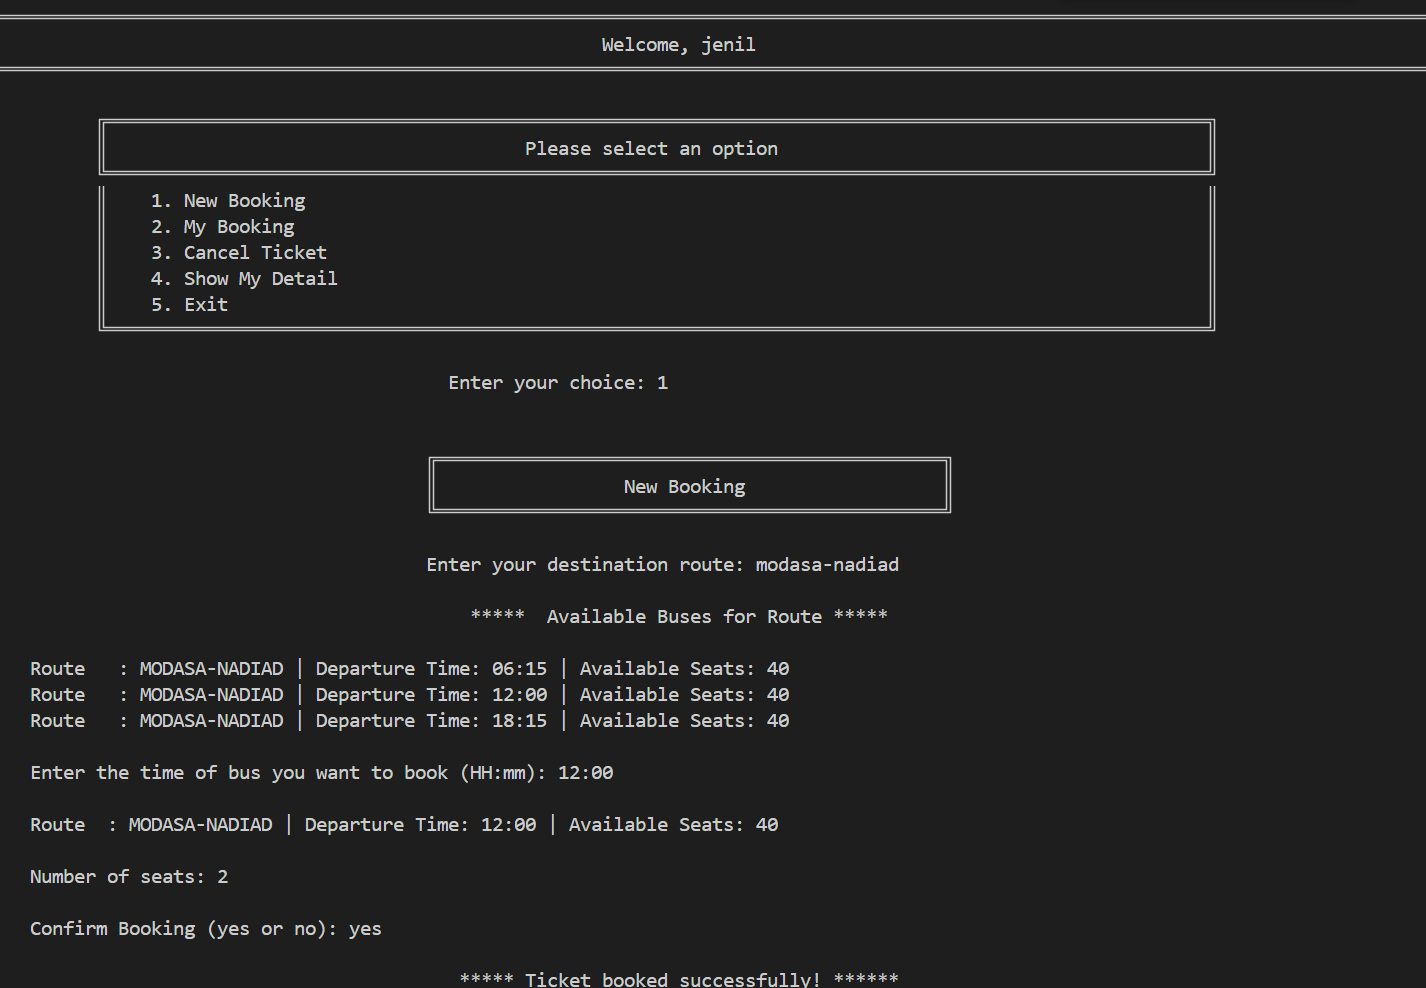 Welcome, jenil
Please select an option
1. New Booking
2. My Booking
3. Cancel Ticket
4. Show My Detail
5. Exit
Enter your choice: 1
New Booking
Enter your destination route: modasa-nadiad
***** Available Buses for Route *****
Route : MODASA-NADIAD | Departure Time: 06:15 | Available Seats: 40
Route : MODASA-NADIAD | Departure Time: 12:00 | Available Seats: 40
Route : MODASA-NADIAD | Departure Time: 18:15 | Available Seats: 40
Enter the time of bus you want to book (HH:mm): 12:00
Route : MODASA-NADIAD | Departure Time: 12:00 | Available Seats: 40
Number of seats: 2
Confirm Booking (yes or no): yes
***** Ticket booked successfully! ******